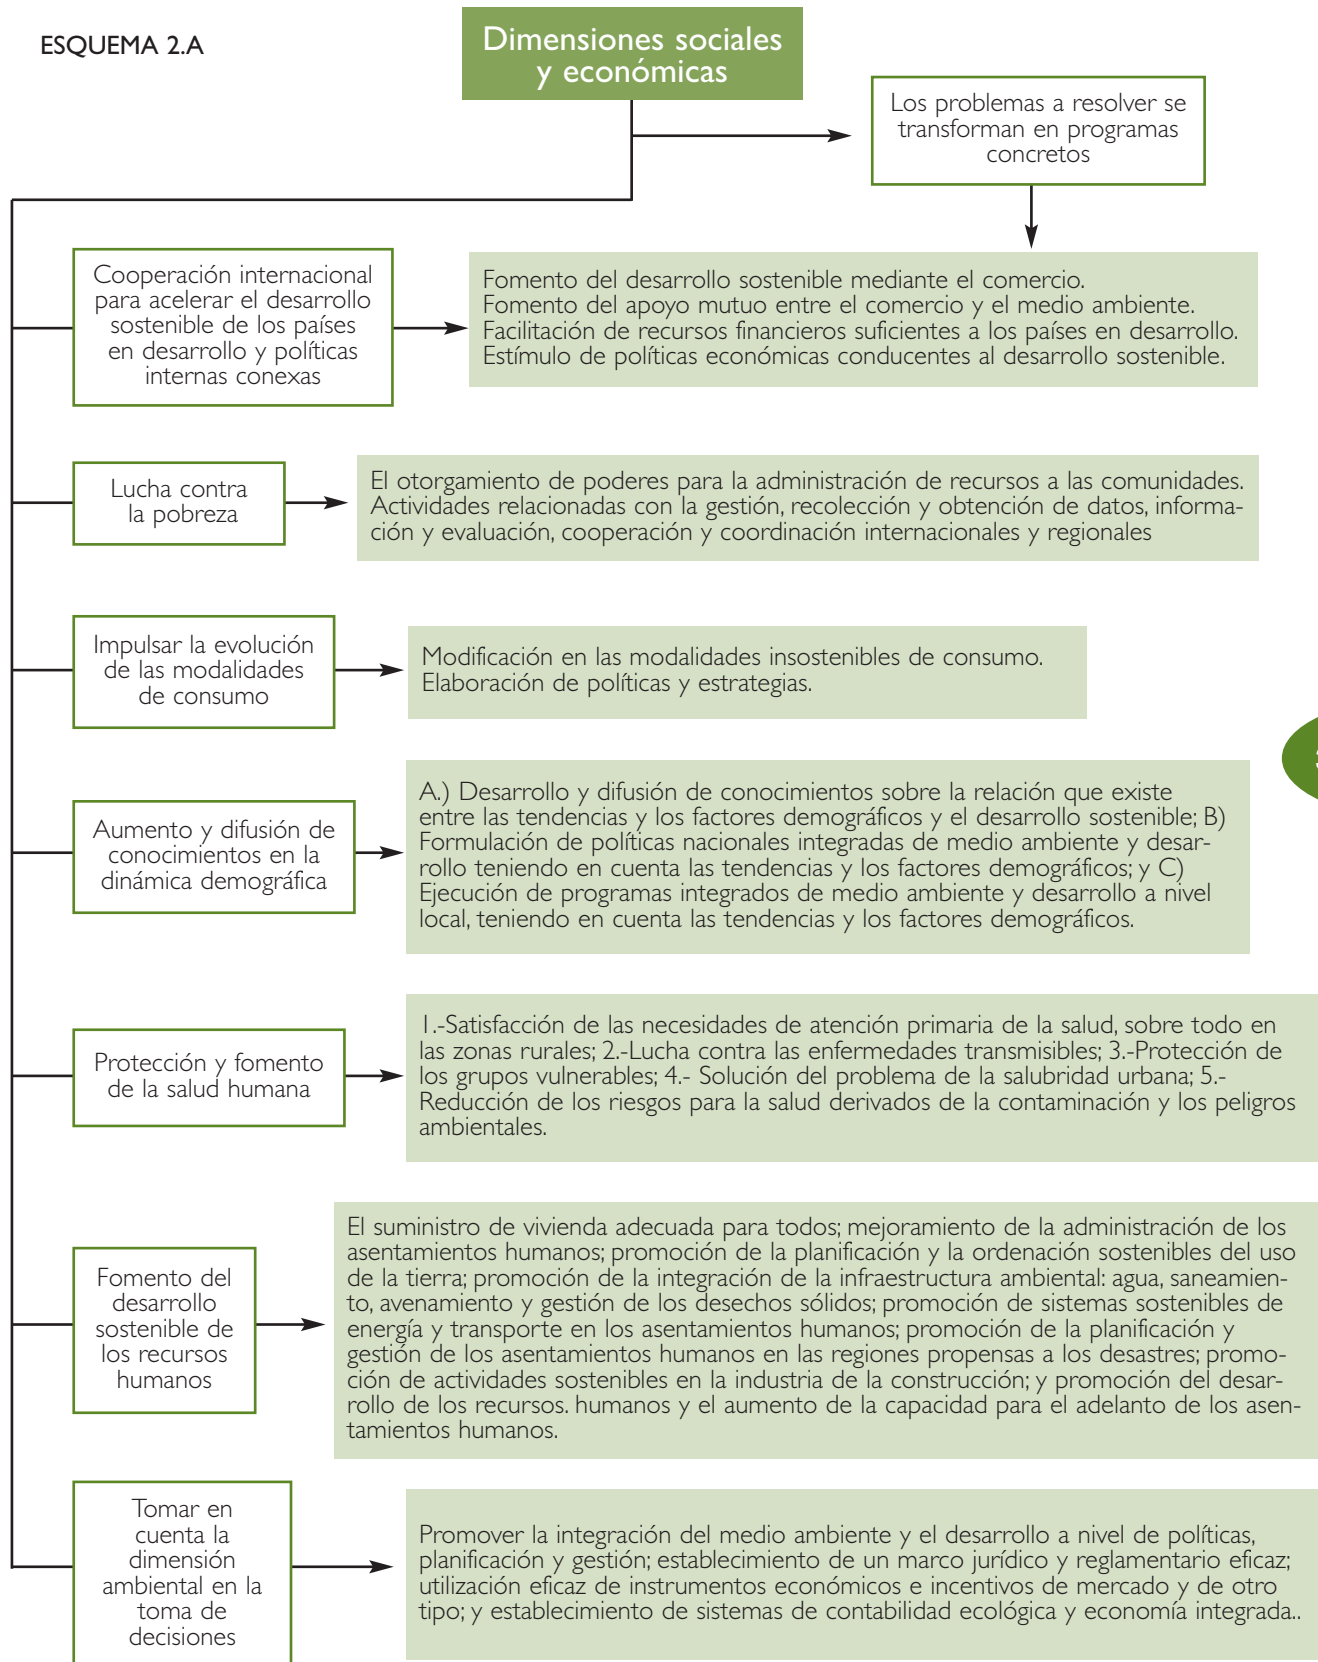 ESQUEMA 2.A
Dimensiones sociales
y económicas
Los problemas a resolver se
transforman en programas
concretos
Cooperación internacional
para acelerar el desarrollo
sostenible de los países
en desarrollo y políticas
internas conexas
Fomento del desarrollo sostenible mediante el comercio.
Fomento del apoyo mutuo entre el comercio y el medio ambiente.
Facilitación de recursos financieros suficientes a los países en desarrollo.
Estímulo de políticas económicas conducentes al desarrollo sostenible.
Lucha contra
la pobreza
El otorgamiento de poderes para la administración de recursos a las comunidades.
Actividades relacionadas con la gestión, recolección y obtención de datos, informa-
ción y evaluación, cooperación y coordinación internacionales y regionales
Impulsar la evolución
de las modalidades
de consumo
Modificación en las modalidades insostenibles de consumo.
Elaboración de políticas y estrategias.
Aumento y difusión de
conocimientos en la
dinámica demográfica
A.) Desarrollo y difusión de conocimientos sobre la relación que existe
entre las tendencias y los factores demográficos y el desarrollo sostenible; B)
Formulación de políticas nacionales integradas de medio ambiente y desar-
rollo teniendo en cuenta las tendencias y los factores demográficos; y C)
Ejecución de programas integrados de medio ambiente y desarrollo a nivel
local, teniendo en cuenta las tendencias y los factores demográficos.
Protección y fomento
de la salud humana
1.-Satisfacción de las necesidades de atención primaria de la salud, sobre todo en
las zonas rurales; 2.-Lucha contra las enfermedades transmisibles; 3.-Protección de
los grupos vulnerables; 4.- Solución del problema de la salubridad urbana; 5.-
Reducción de los riesgos para la salud derivados de la contaminación y los peligros
ambientales.
Fomento del
desarrollo
sostenible de
los recursos
humanos
El suministro de vivienda adecuada para todos; mejoramiento de la administración de los
asentamientos humanos; promoción de la planificación y la ordenación sostenibles del uso
de la tierra; promoción de la integración de la infraestructura ambiental: agua, saneamien-
to, avenamiento y gestión de los desechos sólidos; promoción de sistemas sostenibles de
energía y transporte en los asentamientos humanos; promoción de la planificación y
gestión de los asentamientos humanos en las regiones propensas a los desastres; promo-
ción de actividades sostenibles en la industria de la construcción; y promoción del desar-
rollo de los recursos. humanos y el aumento de la capacidad para el adelanto de los asen-
tamientos humanos.
Tomar en
cuenta la
dimensión
ambiental en la
toma de
decisiones
Promover la integración del medio ambiente y el desarrollo a nivel de políticas,
planificación y gestión; establecimiento de un marco jurídico y reglamentario eficaz;
utilización eficaz de instrumentos económicos e incentivos de mercado y de otro
tipo; y establecimiento de sistemas de contabilidad ecológica y economía integrada..